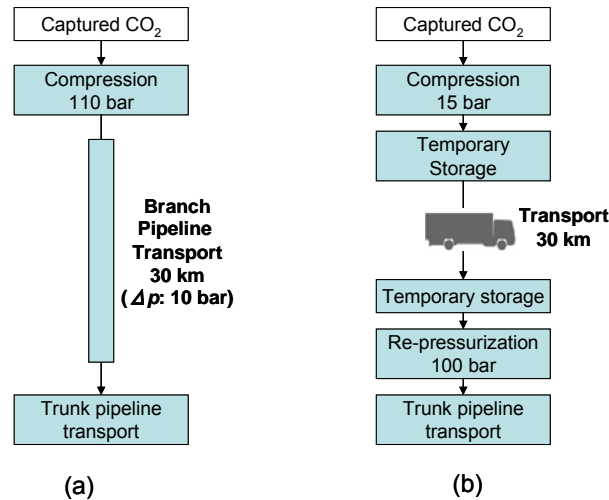 Captured CO₂
Compression
110 bar
Branch
Pipeline
Transport
30 km
(Δp: 10 bar)
Trunk pipeline
transport
(a)
Captured CO₂
Compression
15 bar
Temporary
Storage
Transport
30 km
Temporary storage
Re-pressurization
100 bar
Trunk pipeline
transport
(b)